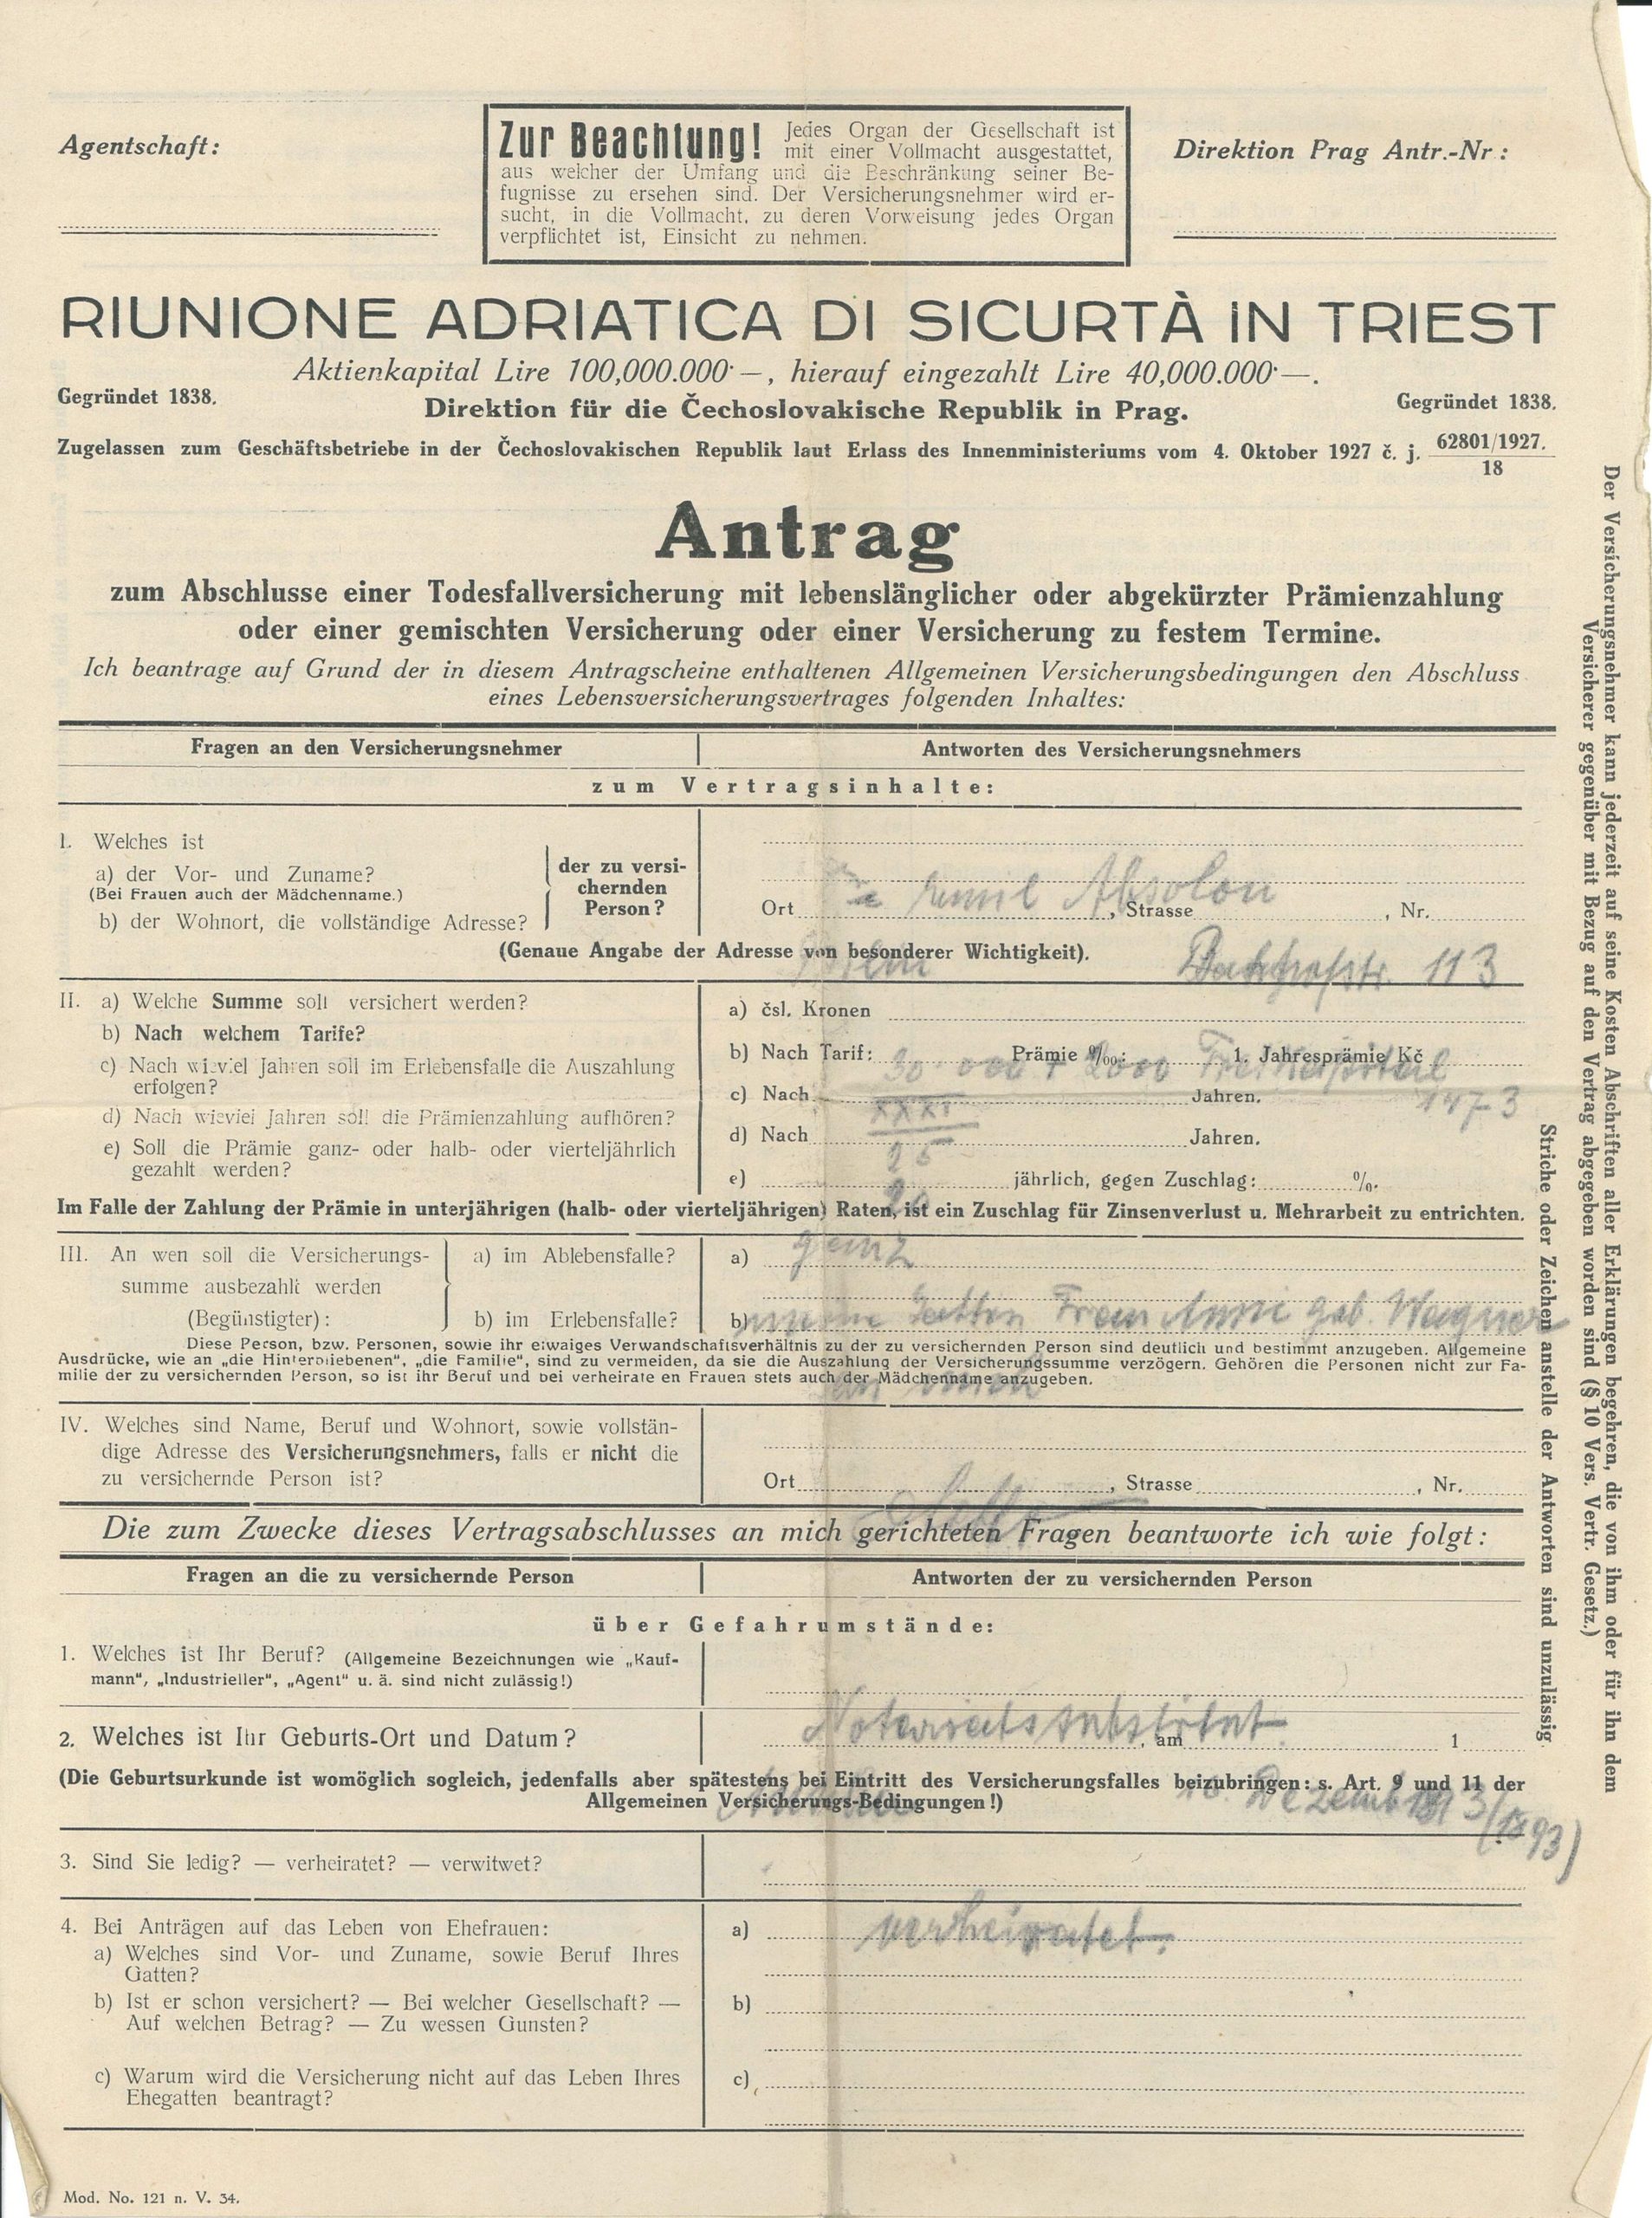 Agentschaft:
Zur Beachtung! Jedes Organ der Gesellschaft ist
mit einer Vollmacht ausgestattet,
aus welcher der Umfang und die Beschränkung seiner Be-
fugnisse zu ersehen sind. Der Versicherungsnehmer wird er-
sucht, in die Vollmacht, zu deren Vorweisung jedes Organ
verpflichtet ist, Einsicht zu nehmen.
Direktion Prag Antr.-Nr:
RIUNIONE ADRIATICA DI SICURTÀ IN TRIEST
Aktienkapital Lire 100,000.000·—, hierauf eingezahlt Lire 40,000.000·—.
Gegründet 1838.
Direktion für die Čechoslovakische Republik in Prag.
Gegründet 1838.
Zugelassen zum Geschäftsbetriebe in der Čechoslovakischen Republik laut Erlass des Innenministeriums vom 4. Oktober 1927 č. j. 62801/1927.
18
Antrag
zum Abschlusse einer Todesfallversicherung mit lebenslänglicher oder abgekürzter Prämienzahlung
oder einer gemischten Versicherung oder einer Versicherung zu festem Termine.
Ich beantrage auf Grund der in diesem Antragscheine enthaltenen Allgemeinen Versicherungsbedingungen den Abschluss
eines Lebensversicherungsvertrages folgenden Inhaltes:
Fragen an den Versicherungsnehmer
Antworten des Versicherungsnehmers
zum Vertragsinhalte:
I. Welches ist
a) der Vor- und Zuname?
(Bei Frauen auch der Mädchenname.)
b) der Wohnort, die vollständige Adresse?
der zu versi-
chernden
Person?
Emil Absolon
Ort , Strasse , Nr.
(Genaue Angabe der Adresse von besonderer Wichtigkeit).
113
II. a) Welche Summe soll versichert werden?
b) Nach welchem Tarife?
c) Nach wieviel Jahren soll im Erlebensfalle die Auszahlung
erfolgen?
d) Nach wieviel Jahren soll die Prämienzahlung aufhören?
e) Soll die Prämie ganz- oder halb- oder vierteljährlich
gezahlt werden?
a) čsl. Kronen
30 000 + 2000
b) Nach Tarif: Prämie ‰: 1. Jahresprämie Kč
XXXI
c) Nach Jahren.
25
d) Nach Jahren.
e) jährlich, gegen Zuschlag: %.
Im Falle der Zahlung der Prämie in unterjährigen (halb- oder vierteljährigen) Raten, ist ein Zuschlag für Zinsenverlust u. Mehrarbeit zu entrichten.
ganz
III. An wen soll die Versicherungs-
summe ausbezahlt werden
(Begünstigter):
a) im Ablebensfalle?
b) im Erlebensfalle?
a)
meine Gattin Frau Anni geb. Wagner
b)
Diese Person, bzw. Personen, sowie ihr etwaiges Verwandschaftsverhältnis zu der zu versichernden Person sind deutlich und bestimmt anzugeben. Allgemeine
Ausdrücke, wie an „die Hinterbliebenen", „die Familie", sind zu vermeiden, da sie die Auszahlung der Versicherungssumme verzögern. Gehören die Personen nicht zur Fa-
milie der zu versichernden Person, so ist ihr Beruf und bei verheirateten Frauen stets auch der Mädchenname anzugeben.
an
IV. Welches sind Name, Beruf und Wohnort, sowie vollstän-
dige Adresse des Versicherungsnehmers, falls er nicht die
zu versichernde Person ist?
Ort , Strasse , Nr.
Die zum Zwecke dieses Vertragsabschlusses an mich gerichteten Fragen beantworte ich wie folgt:
Fragen an die zu versichernde Person
Antworten der zu versichernden Person
über Gefahrumstände:
1. Welches ist Ihr Beruf? (Allgemeine Bezeichnungen wie „Kauf-
mann", „Industrieller", „Agent" u. ä. sind nicht zulässig!)
Notariatssubstitut
2. Welches ist Ihr Geburts-Ort und Datum?
, am 1
(Die Geburtsurkunde ist womöglich sogleich, jedenfalls aber spätestens bei Eintritt des Versicherungsfalles beizubringen: s. Art. 9 und 11 der
Allgemeinen Versicherungs-Bedingungen!)
Dezember 1893 (1893)
3. Sind Sie ledig? — verheiratet? — verwitwet?
verheiratet.
4. Bei Anträgen auf das Leben von Ehefrauen:
a) Welches sind Vor- und Zuname, sowie Beruf Ihres
Gatten?
b) Ist er schon versichert? — Bei welcher Gesellschaft? —
Auf welchen Betrag? — Zu wessen Gunsten?
c) Warum wird die Versicherung nicht auf das Leben Ihres
Ehegatten beantragt?
a)
b)
c)
Mod. No. 121 n. V. 34.
Der Versicherungsnehmer kann jederzeit auf seine Kosten Abschriften aller Erklärungen begehren, die von ihm oder für ihn dem
Versicherer gegenüber mit Bezug auf den Vertrag abgegeben worden sind (§ 10 Vers. Vertr. Gesetz.)
Striche oder Zeichen anstelle der Antworten sind unzulässig